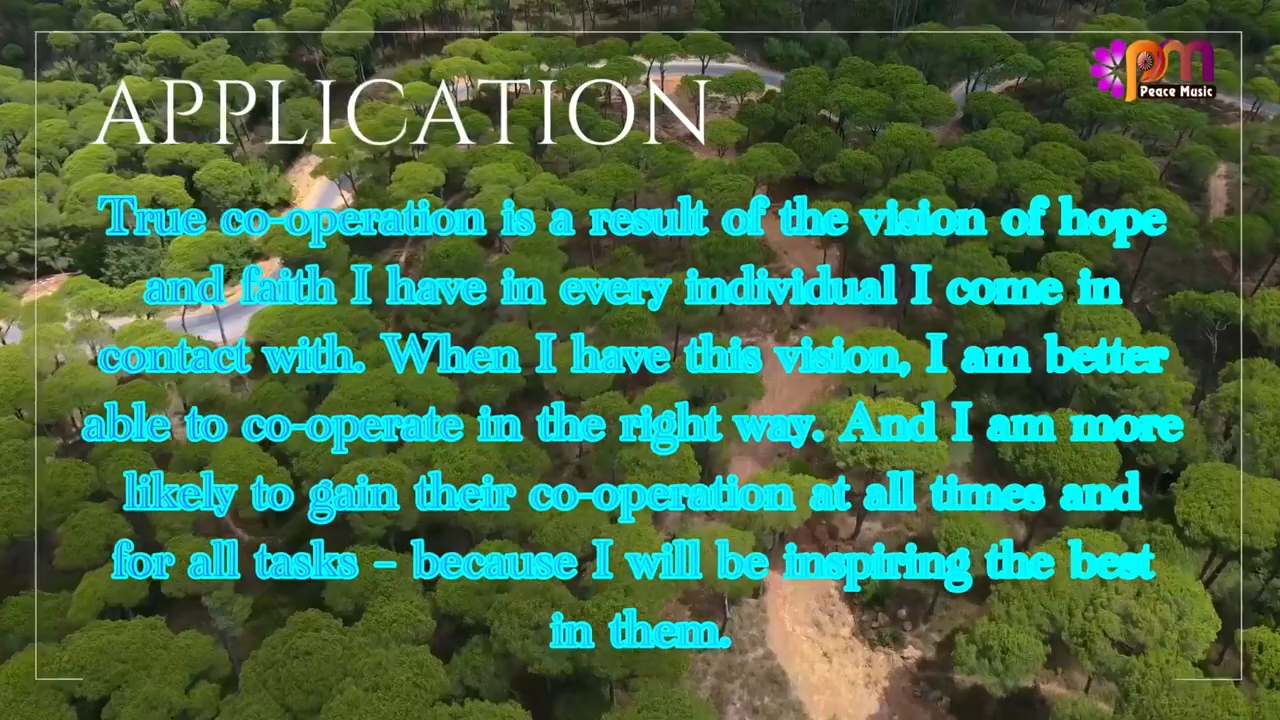 pm
Peace Music
APPLICATION
True co-operation is a result of the vision of hope
and faith I have in every individual I come in
contact with. When I have this vision, I am better
able to co-operate in the right way. And I am more
likely to gain their co-operation at all times and
for all tasks - because I will be inspiring the best
in them.